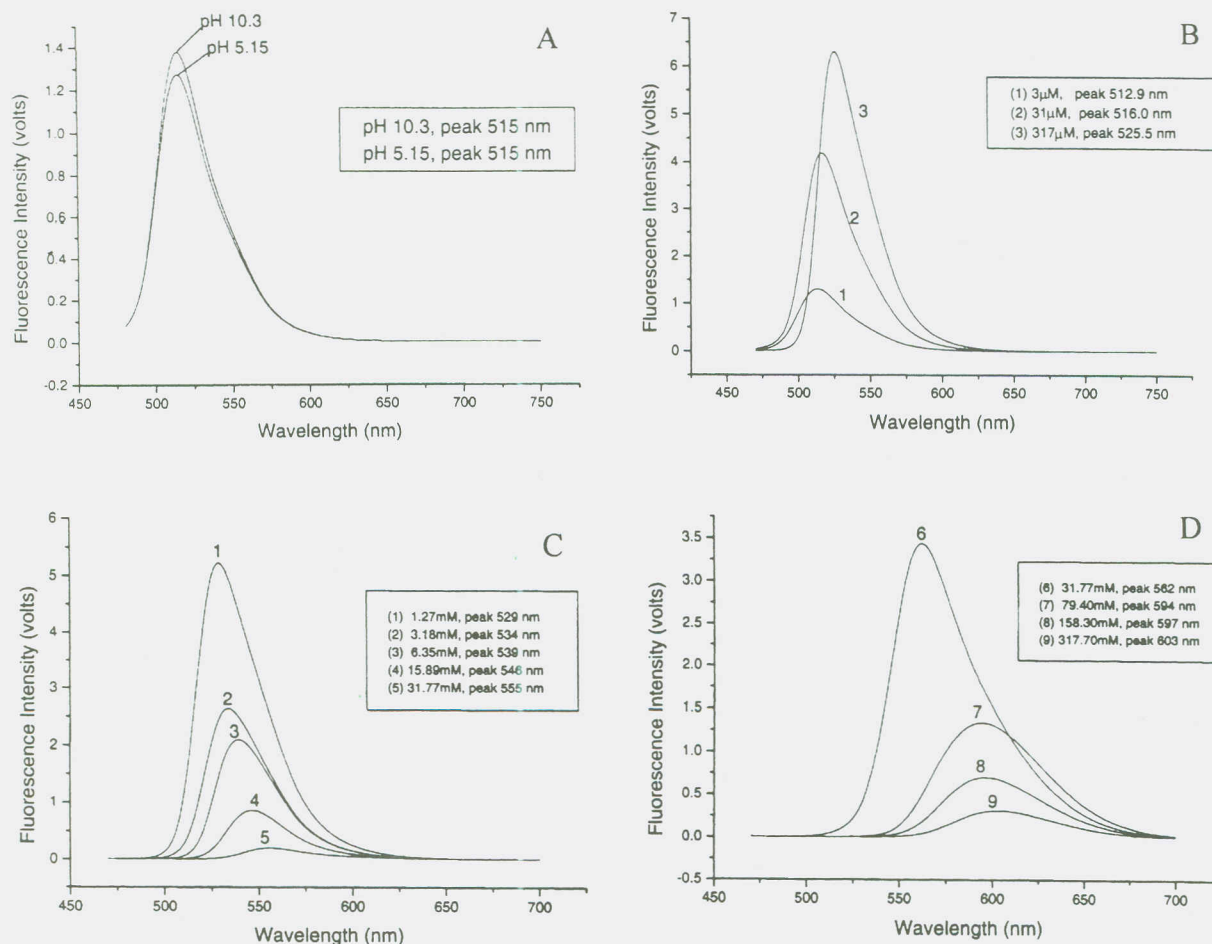 A
pH 10.3
pH 5.15
1.4
1.2
1.0
0.8
0.6
0.4
0.2
0.0
-0.2
Fluorescence Intensity (volts)
pH 10.3, peak 515 nm
pH 5.15, peak 515 nm
450 500 550 600 650 700 750
Wavelength (nm)
B
7
6
5
4
3
2
1
0
Fluorescence Intensity (volts)
3
2
1
(1) 3μM, peak 512.9 nm
(2) 31μM, peak 516.0 nm
(3) 317μM, peak 525.5 nm
450 500 550 600 650 700 750
Wavelength (nm)
C
6
5
4
3
2
1
0
Fluorescence Intensity (volts)
1
2
3
4
5
(1) 1.27mM, peak 529 nm
(2) 3.18mM, peak 534 nm
(3) 6.35mM, peak 539 nm
(4) 15.89mM, peak 546 nm
(5) 31.77mM, peak 555 nm
450 500 550 600 650 700
Wavelength (nm)
D
3.5
3.0
2.5
2.0
1.5
1.0
0.5
0.0
-0.5
Fluorescence Intensity (volts)
6
7
8
9
(6) 31.77mM, peak 562 nm
(7) 79.40mM, peak 594 nm
(8) 158.30mM, peak 597 nm
(9) 317.70mM, peak 603 nm
450 500 550 600 650 700
Wavelength (nm)